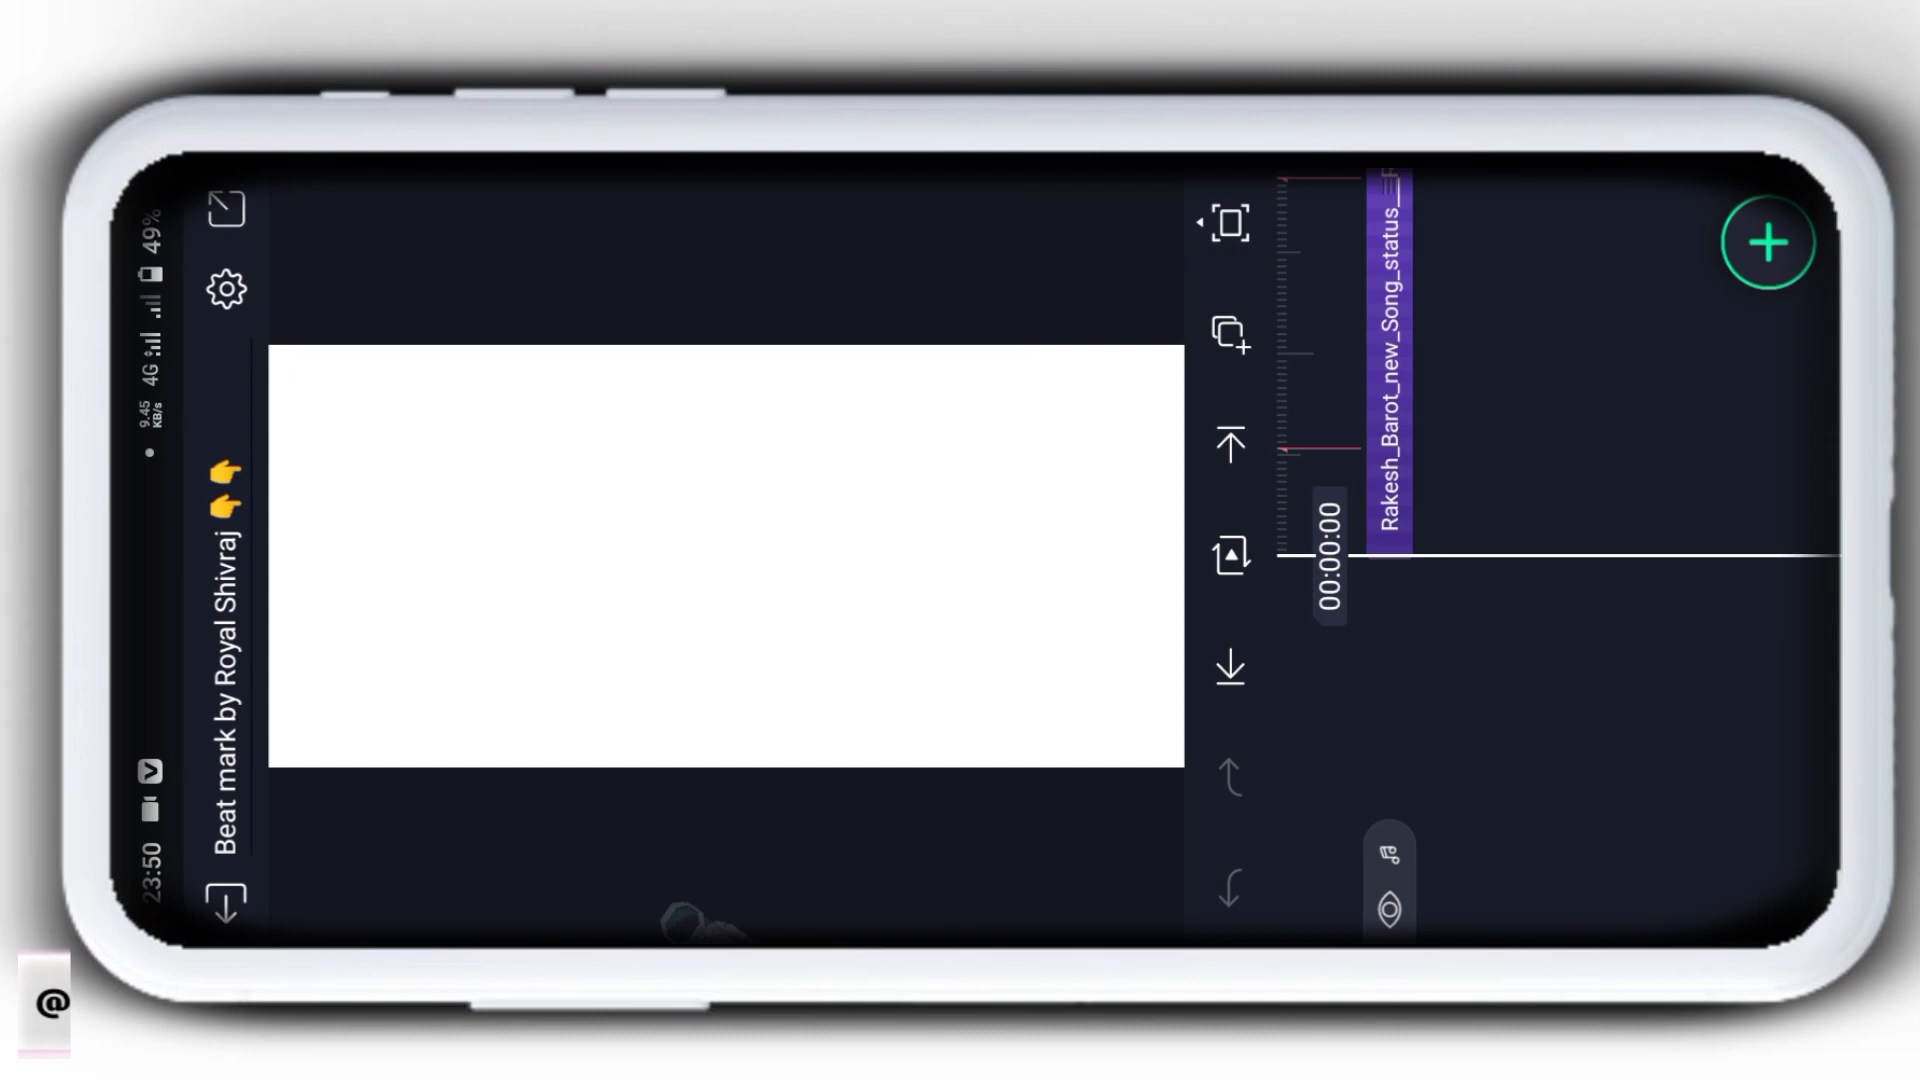 23:50
9.45 KB/s 4G 49%
Beat mark by Royal Shivraj 👉 👉
00:00:00
Rakesh_Barot_new_Song_status_
@